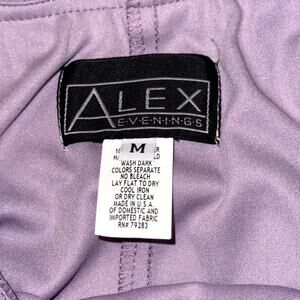 ALEX
EVENINGS
M
WASH DARK
COLORS SEPARATE
NO BLEACH
LAY FLAT TO DRY
COOL IRON
OR DRY CLEAN
MADE IN U.S.A.
OF DOMESTIC AND
IMPORTED FABRIC
RN# 79283